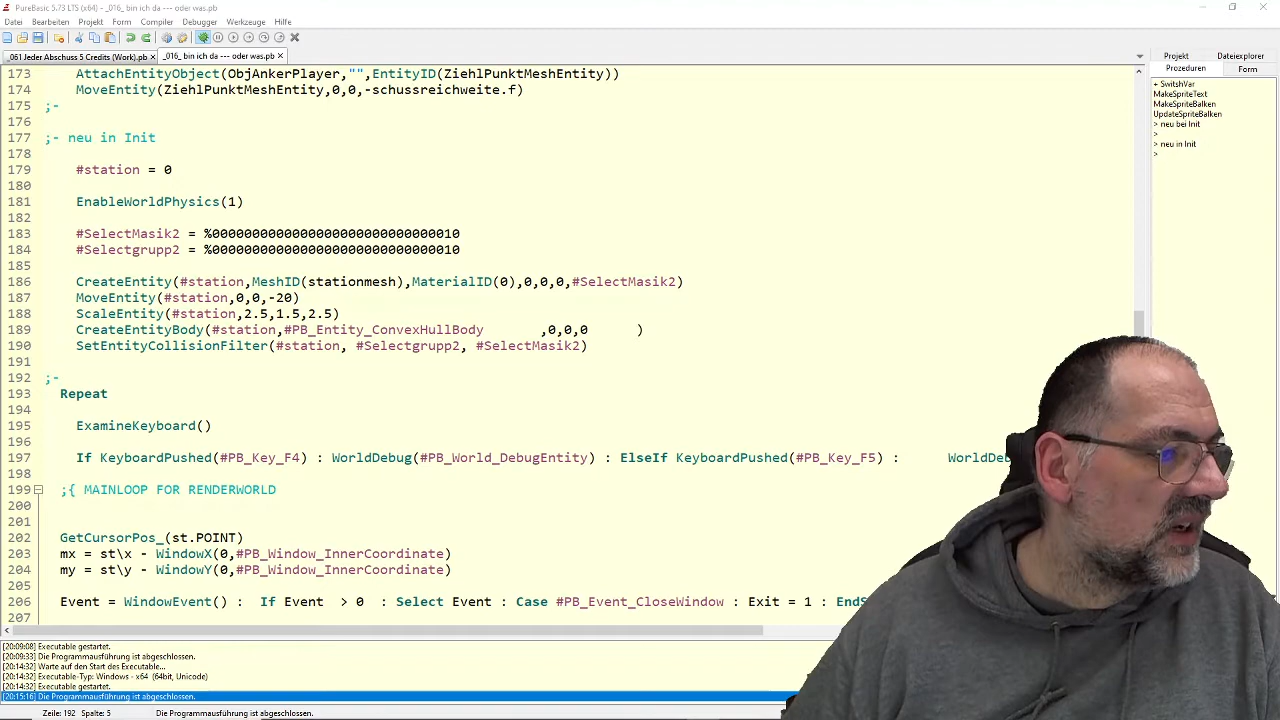 PureBasic 5.73 LTS (x64) - _016_ bin ich da --- oder was.pb
Datei Bearbeiten Projekt Form Compiler Debugger Werkzeuge Hilfe
_061 Jeder Abschuss 5 Credits (Work).pb _016_ bin ich da --- oder was.pb
173 AttachEntityObject(ObjAnkerPlayer,"",EntityID(ZiehlPunktMeshEntity))
174 MoveEntity(ZiehlPunktMeshEntity,0,0,-schussreichweite.f)
175 ;-
176
177 ;- neu in Init
178
179 #station = 0
180
181 EnableWorldPhysics(1)
182
183 #SelectMasik2 = %00000000000000000000000000000010
184 #Selectgrupp2 = %00000000000000000000000000000010
185
186 CreateEntity(#station,MeshID(stationmesh),MaterialID(0),0,0,0,#SelectMasik2)
187 MoveEntity(#station,0,0,-20)
188 ScaleEntity(#station,2.5,1.5,2.5)
189 CreateEntityBody(#station,#PB_Entity_ConvexHullBody ,0,0,0 )
190 SetEntityCollisionFilter(#station, #Selectgrupp2, #SelectMasik2)
191
192 ;-
193 Repeat
194
195 ExamineKeyboard()
196
197 If KeyboardPushed(#PB_Key_F4) : WorldDebug(#PB_World_DebugEntity) : ElseIf KeyboardPushed(#PB_Key_F5) : WorldDeb
198
199 ;{ MAINLOOP FOR RENDERWORLD
200
201
202 GetCursorPos_(st.POINT)
203 mx = st\x - WindowX(0,#PB_Window_InnerCoordinate)
204 my = st\y - WindowY(0,#PB_Window_InnerCoordinate)
205
206 Event = WindowEvent() : If Event > 0 : Select Event : Case #PB_Event_CloseWindow : Exit = 1 : EndS
207
Projekt Dateiexplorer
Prozeduren Form
+ SwitshVar
MakeSpriteText
MakeSpriteBalken
UpdateSpriteBalken
> neu bei Init
>
> neu in Init
>
[20:09:08] Executable gestartet.
[20:09:33] Die Programmausführung ist abgeschlossen.
[20:14:32] Warte auf den Start des Executable...
[20:14:32] Executable-Typ: Windows - x64 (64bit, Unicode)
[20:14:32] Executable gestartet.
[20:15:16] Die Programmausführung ist abgeschlossen.
Zeile: 192 Spalte: 5 Die Programmausführung ist abgeschlossen.